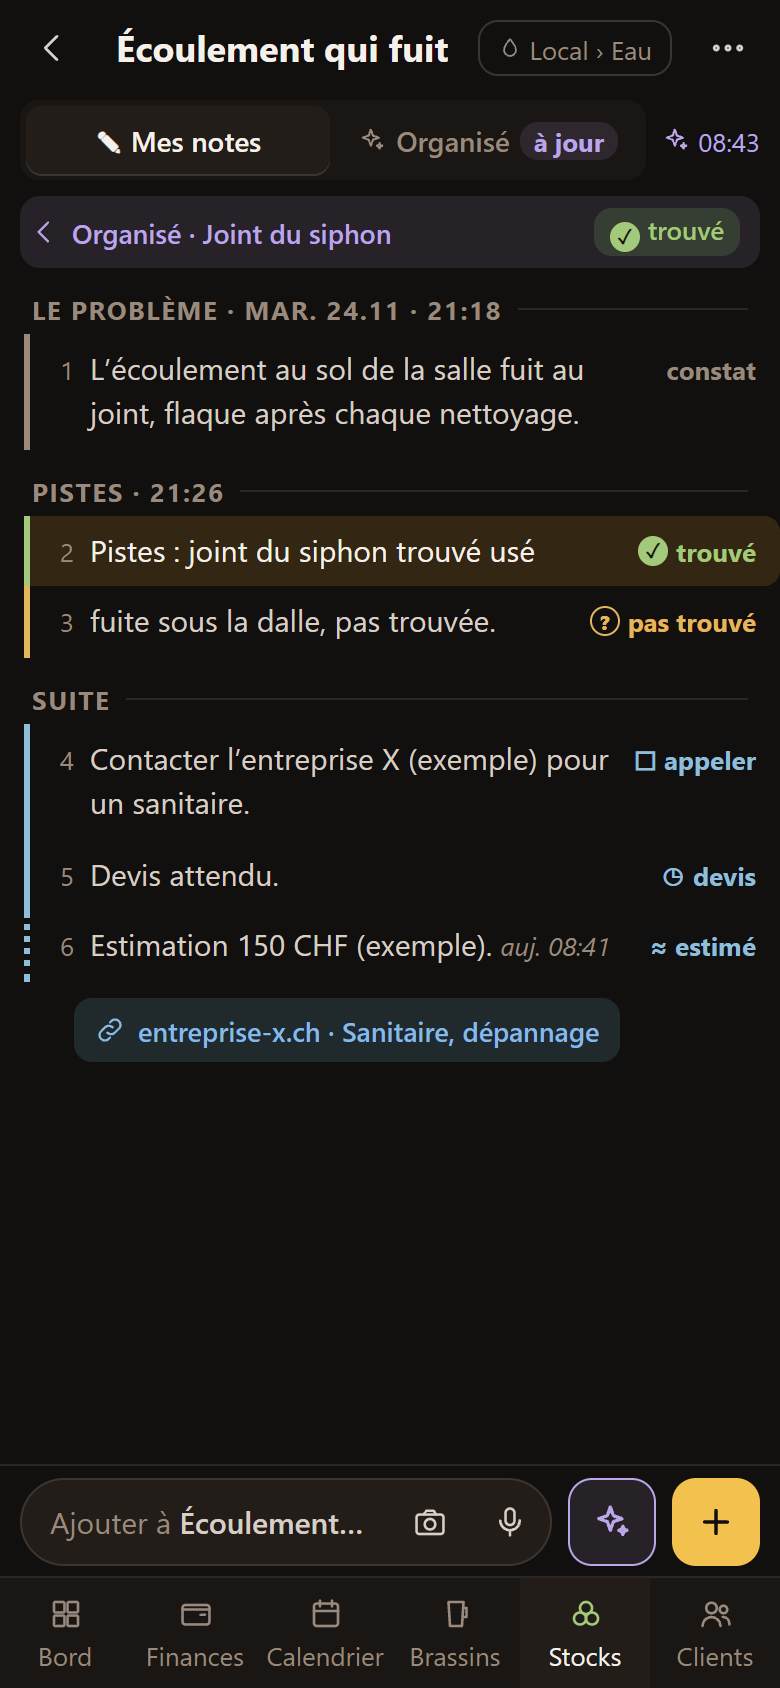 Écoulement qui fuit
Local › Eau
Mes notes
Organisé à jour
08:43
Organisé · Joint du siphon
trouvé
LE PROBLÈME · MAR. 24.11 · 21:18
1 L’écoulement au sol de la salle fuit au constat
joint, flaque après chaque nettoyage.
PISTES · 21:26
2 Pistes : joint du siphon trouvé usé ✓ trouvé
3 fuite sous la dalle, pas trouvée. ? pas trouvé
SUITE
4 Contacter l’entreprise X (exemple) pour appeler
un sanitaire.
5 Devis attendu. devis
6 Estimation 150 CHF (exemple). auj. 08:41 ≈ estimé
entreprise-x.ch · Sanitaire, dépannage
Ajouter à Écoulement...
Bord
Finances
Calendrier
Brassins
Stocks
Clients